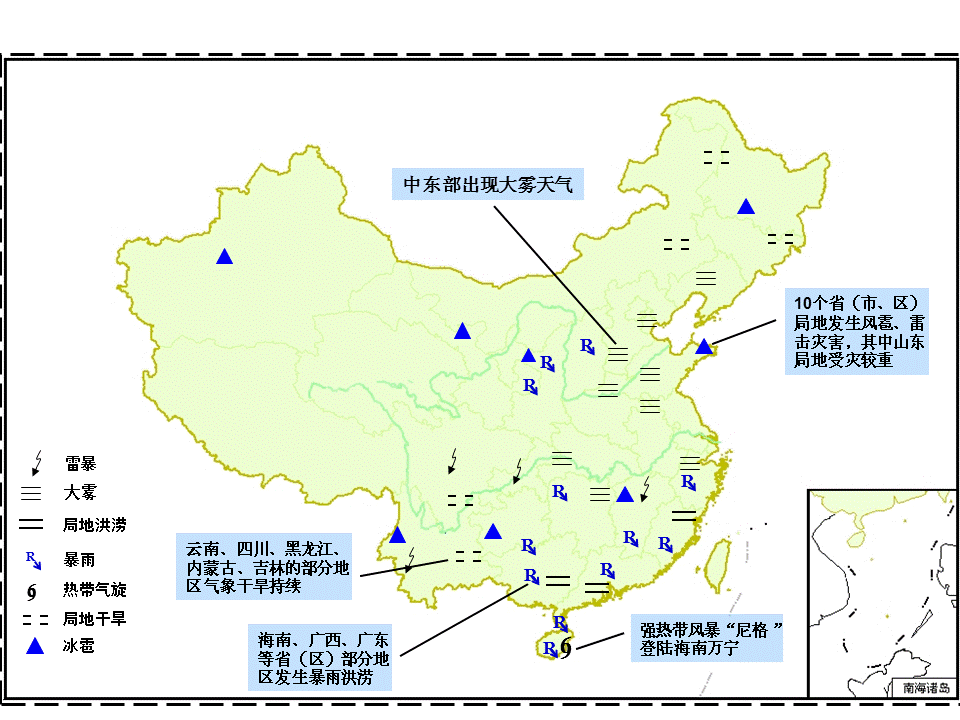 中东部出现大雾天气
10个省（市、区）
局地发生风雹、雷
击灾害，其中山东
局地受灾较重
雷暴
大雾
局地洪涝
R
暴雨
热带气旋
局地干旱
冰雹
云南、四川、黑龙江、
内蒙古、吉林的部分地
区气象干旱持续
海南、广西、广东
等省（区）部分地
区发生暴雨洪涝
强热带风暴“尼格”
登陆海南万宁
R
R
R
R
R
R
R
R
R
R
R
R
南海诸岛